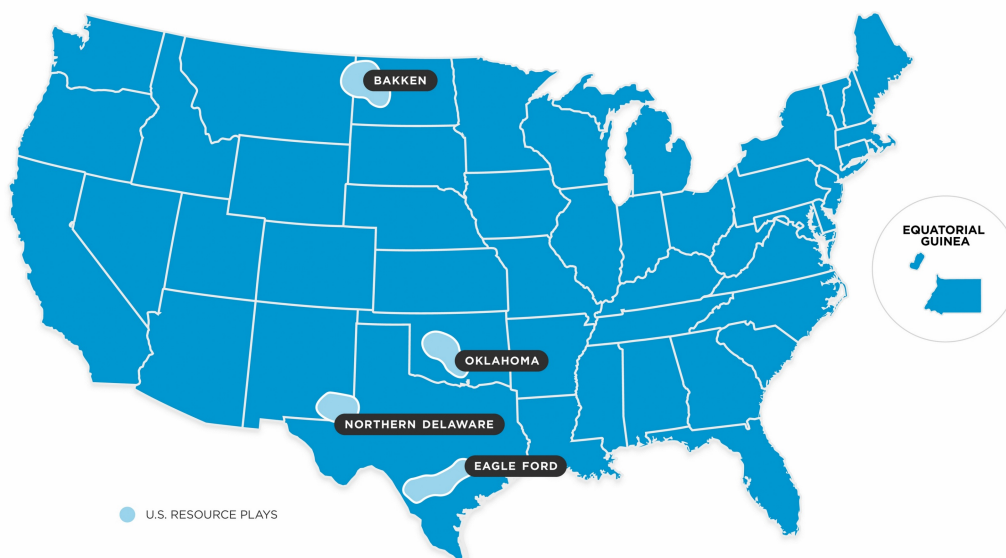 BAKKEN
EQUATORIAL
GUINEA
OKLAHOMA
NORTHERN DELAWARE
EAGLE FORD
U.S. RESOURCE PLAYS